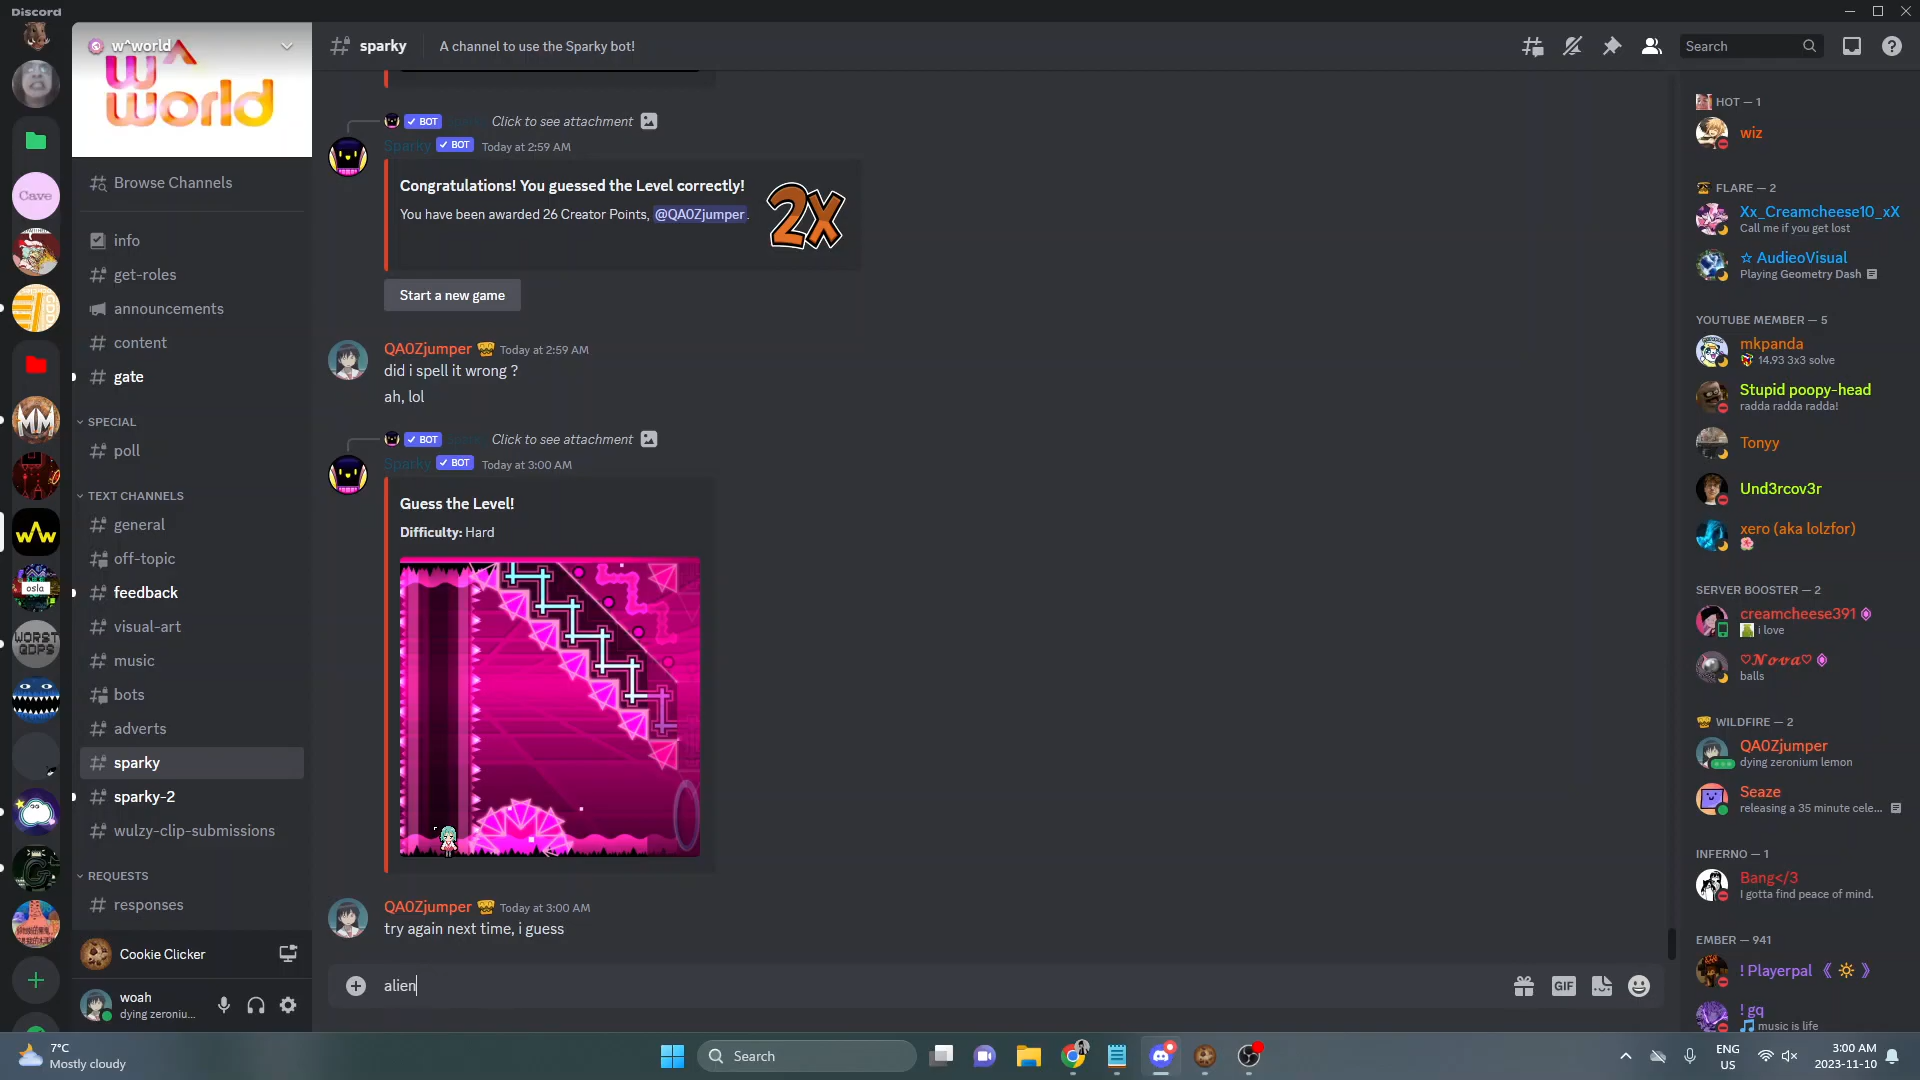 Discord
w^world
w^
world
Browse Channels
info
get-roles
announcements
content
gate
SPECIAL
poll
TEXT CHANNELS
general
off-topic
feedback
visual-art
music
bots
adverts
sparky
sparky-2
wulzy-clip-submissions
REQUESTS
responses
Cookie Clicker
woah
dying zeroniu...
Cave
MM
osla
WORST
GDPS
sparky
A channel to use the Sparky bot!
Search
BOT Click to see attachment
Sparky BOT Today at 2:59 AM
Congratulations! You guessed the Level correctly!
You have been awarded 26 Creator Points, @QA0Zjumper.
2X
Start a new game
QA0Zjumper Today at 2:59 AM
did i spell it wrong ?
ah, lol
BOT Click to see attachment
Sparky BOT Today at 3:00 AM
Guess the Level!
Difficulty: Hard
QA0Zjumper Today at 3:00 AM
try again next time, i guess
alien
GIF
HOT — 1
wiz
FLARE — 2
Xx_Creamcheese10_xX
Call me if you get lost
☆ AudieoVisual
Playing Geometry Dash
YOUTUBE MEMBER — 5
mkpanda
14.93 3x3 solve
Stupid poopy-head
radda radda radda!
Tonyy
Und3rcov3r
xero (aka lolzfor)
SERVER BOOSTER — 2
creamcheese391
i love
♡𝓝𝓸𝓿𝓪♡
balls
WILDFIRE — 2
QA0Zjumper
dying zeronium lemon
Seaze
releasing a 35 minute cele...
INFERNO — 1
Bang</3
I gotta find peace of mind.
EMBER — 941
! Playerpal 《 🔅 》
! gq
🎵 music is life
7°C
Mostly cloudy
Search
ENG
US
3:00 AM
2023-11-10